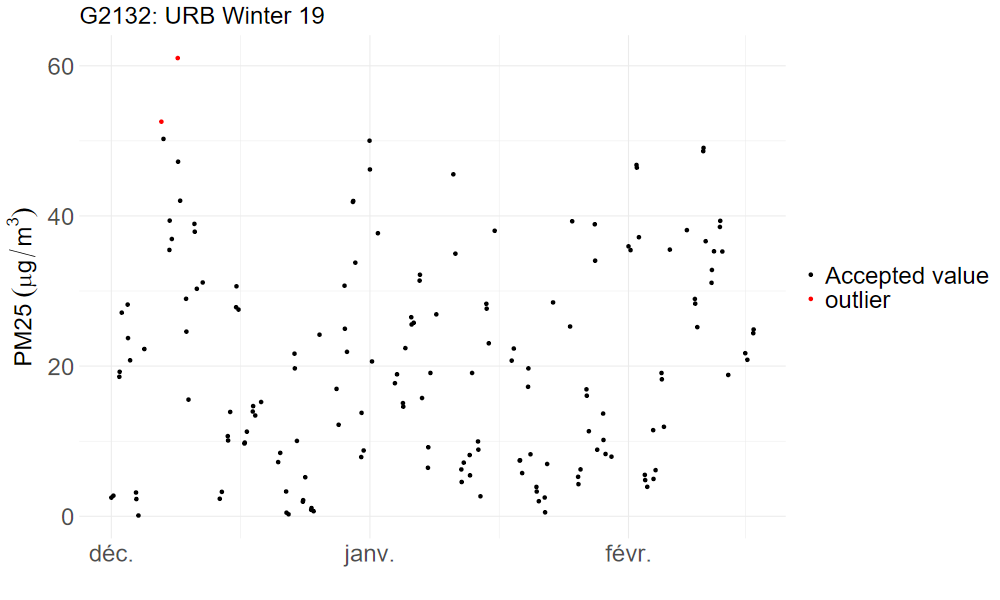 G2132: URB Winter 19
60
40
20
0
PM25 (μg/m³)
déc.
janv.
févr.
Accepted value
outlier